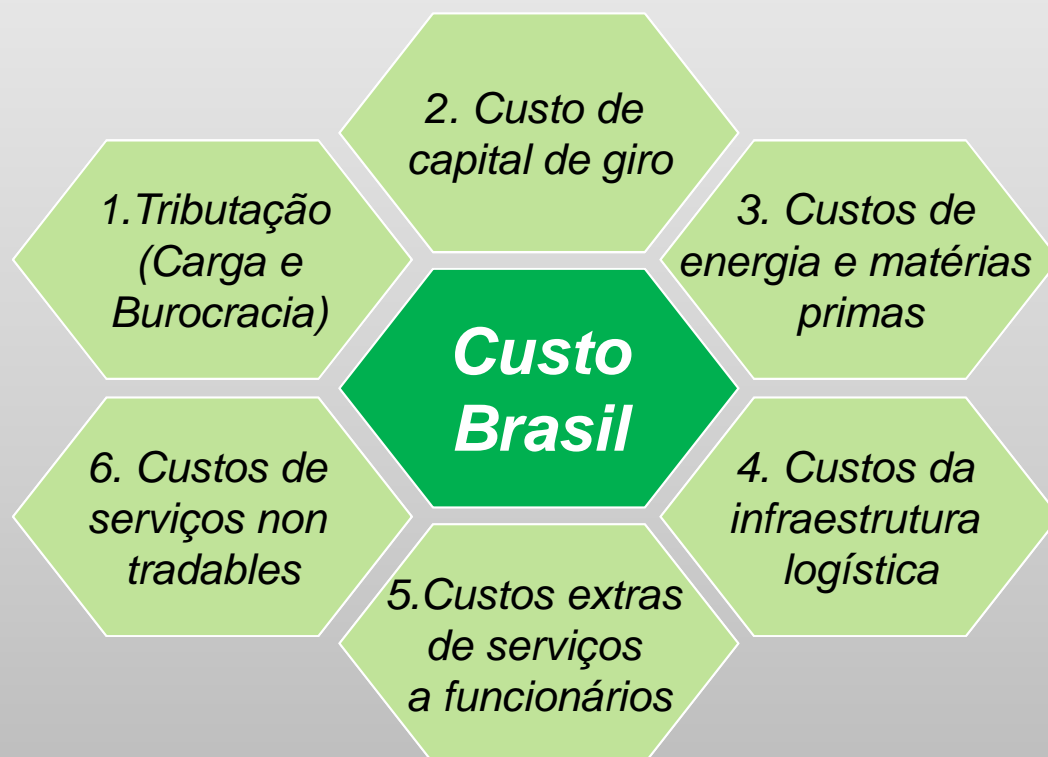 1.Tributação
(Carga e
Burocracia)
2. Custo de
capital de giro
3. Custos de
energia e matérias
primas
Custo
Brasil
4. Custos da
infraestrutura
logística
5.Custos extras
de serviços
a funcionários
6. Custos de
serviços non
tradables